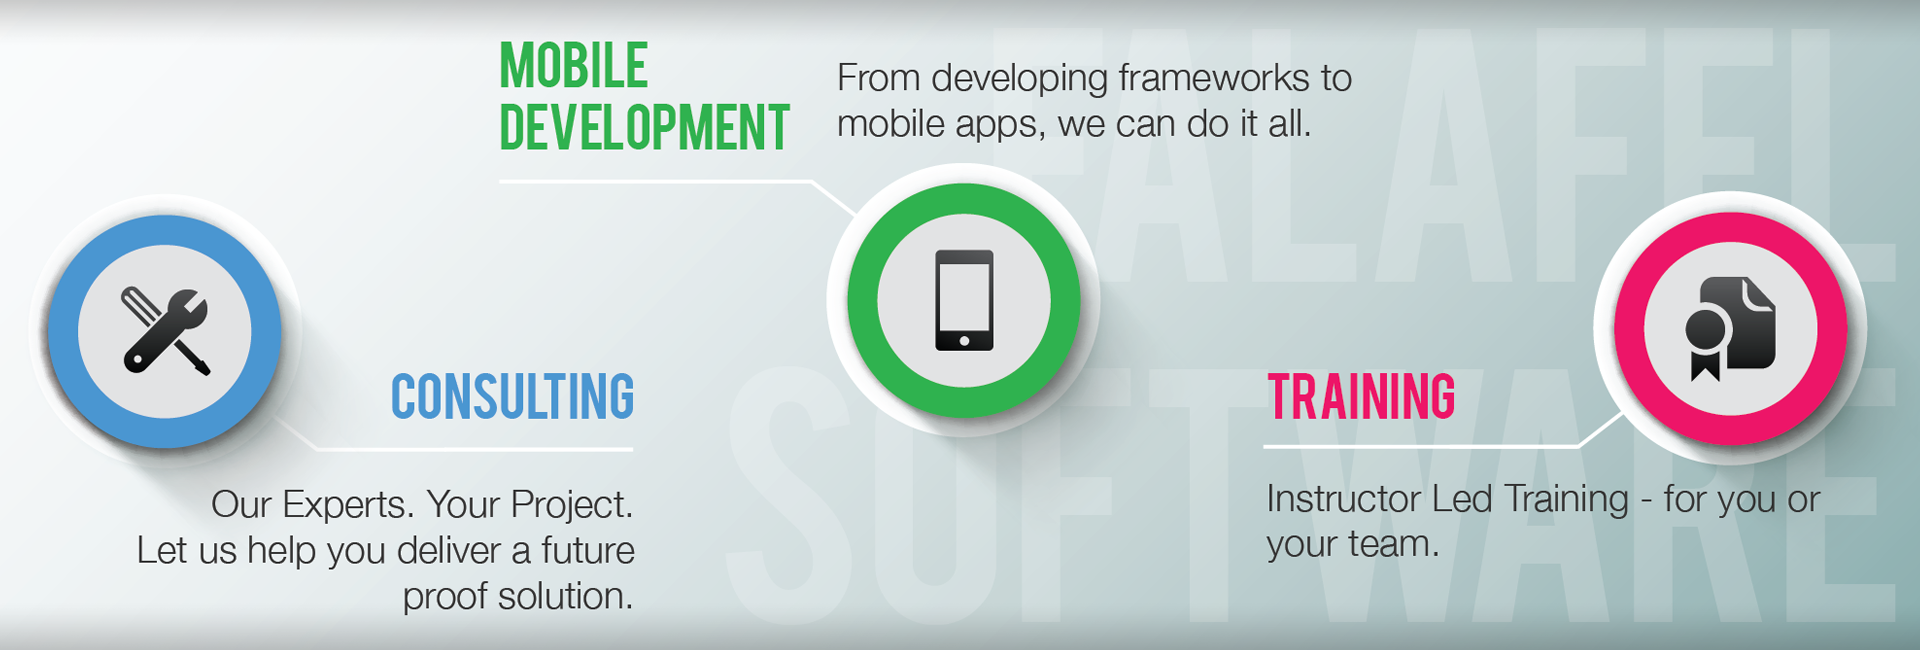 MOBILE
DEVELOPMENT
From developing frameworks to
mobile apps, we can do it all.
CONSULTING
Our Experts. Your Project.
Let us help you deliver a future
proof solution.
TRAINING
Instructor Led Training - for you or
your team.
FALAFEL
SOFTWARE